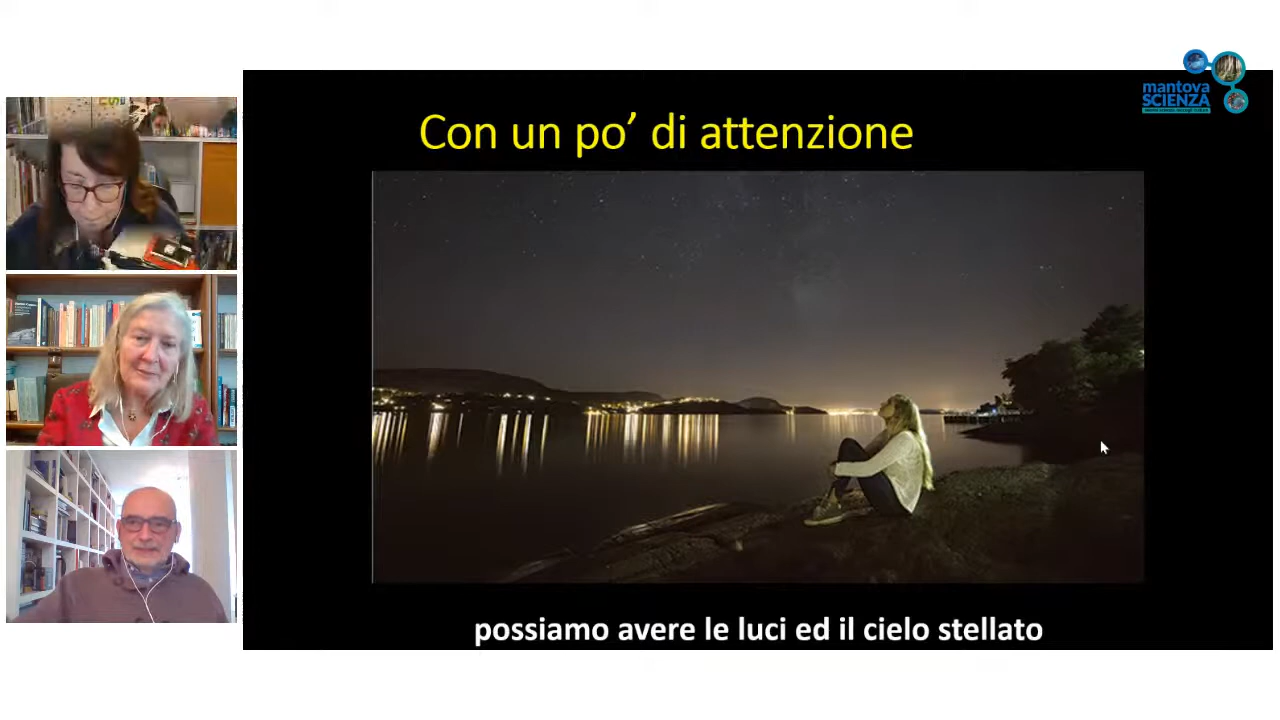 mantova
SCIENZA
Con un po’ di attenzione
possiamo avere le luci ed il cielo stellato